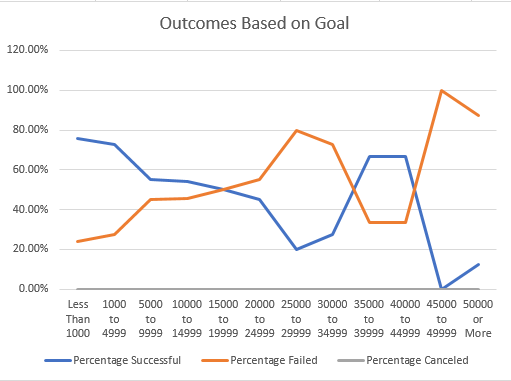 Outcomes Based on Goal
120.00%
100.00%
80.00%
60.00%
40.00%
20.00%
0.00%
Less Than 1000
1000 to 4999
5000 to 9999
10000 to 14999
15000 to 19999
20000 to 24999
25000 to 29999
30000 to 34999
35000 to 39999
40000 to 44999
45000 to 49999
50000 or More
Percentage Successful
Percentage Failed
Percentage Canceled